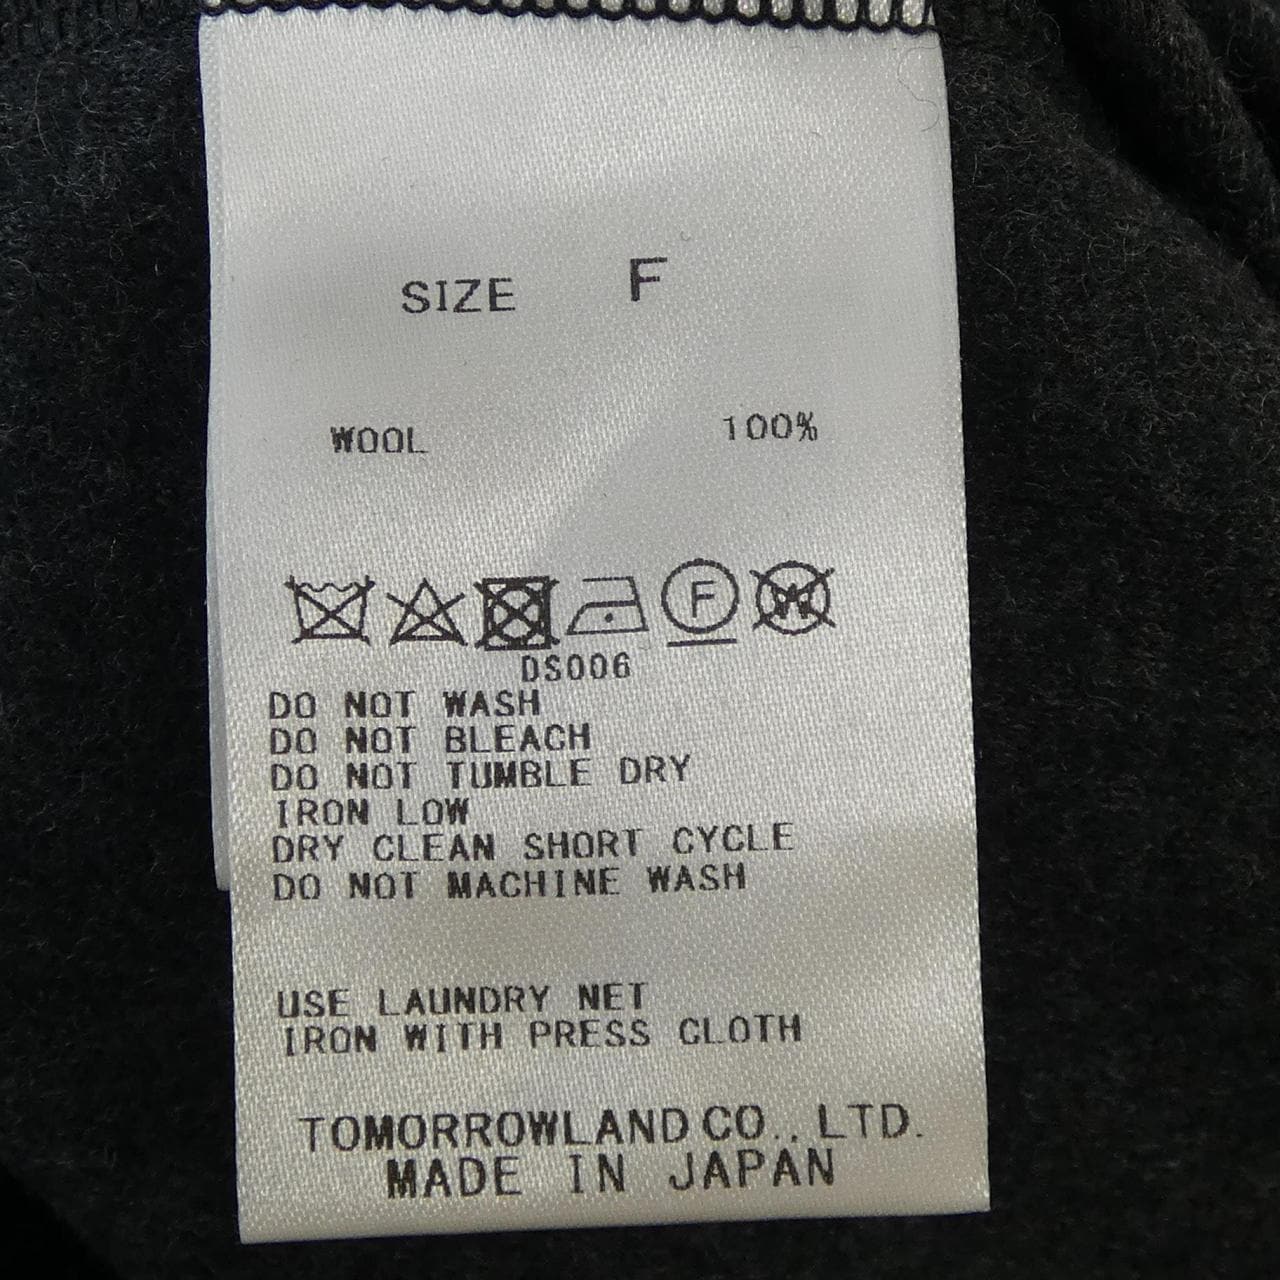 SIZE F
WOOL 100%
F W
DS006
DO NOT WASH
DO NOT BLEACH
DO NOT TUMBLE DRY
IRON LOW
DRY CLEAN SHORT CYCLE
DO NOT MACHINE WASH
USE LAUNDRY NET
IRON WITH PRESS CLOTH
TOMORROWLAND CO., LTD.
MADE IN JAPAN